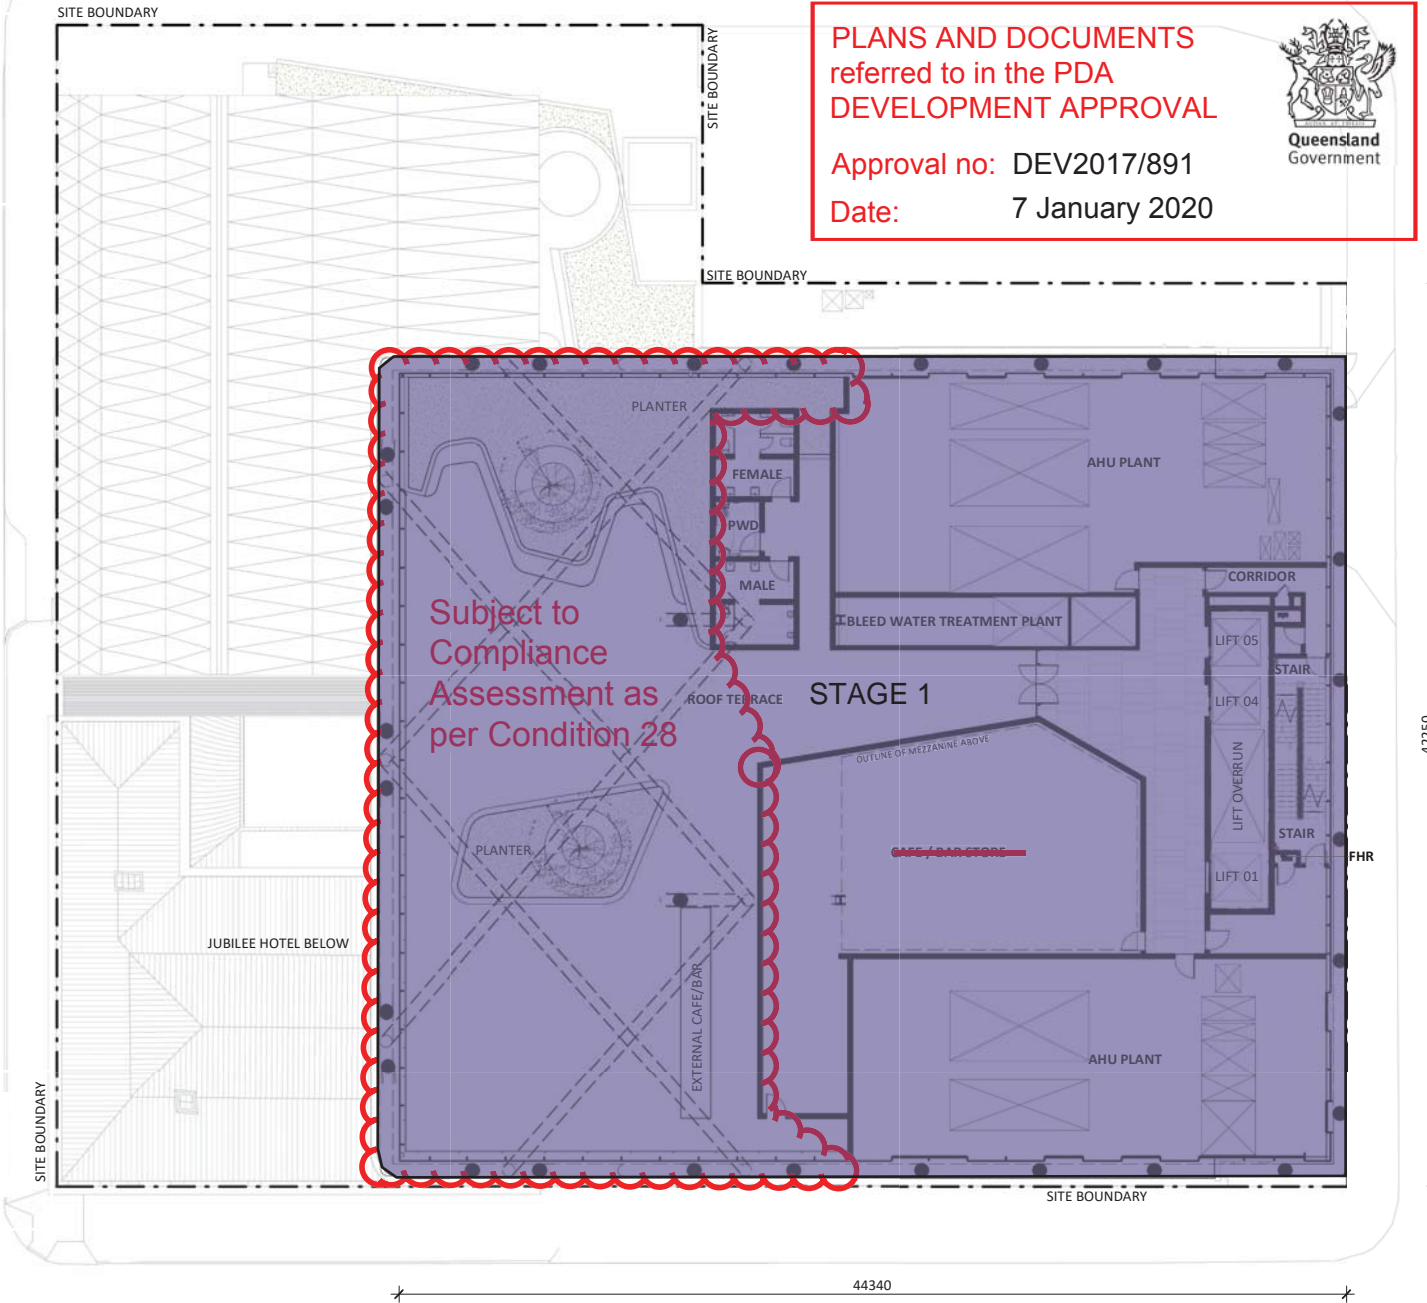 SITE BOUNDARY
SITE BOUNDARY
PLANS AND DOCUMENTS
referred to in the PDA
DEVELOPMENT APPROVAL
Approval no: DEV2017/891
Date: 7 January 2020
Queensland
Government
SITE BOUNDARY
PLANTER
FEMALE
PWD
MALE
AHU PLANT
CORRIDOR
BLEED WATER TREATMENT PLANT
LIFT 05
STAIR
LIFT 04
Subject to
Compliance
Assessment as
per Condition 28
ROOF TERRACE
STAGE 1
OUTLINE OF MEZZANINE ABOVE
LIFT OVERRUN
STAIR
CAFE / BAR STORE
FHR
LIFT 01
PLANTER
JUBILEE HOTEL BELOW
EXTERNAL CAFE/BAR
AHU PLANT
SITE BOUNDARY
SITE BOUNDARY
44340